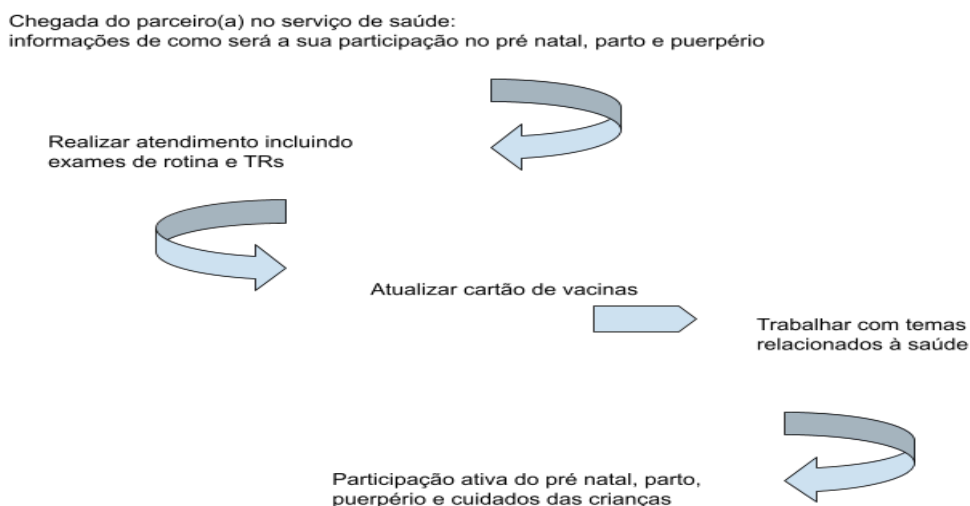 Chegada do parceiro(a) no serviço de saúde:
informações de como será a sua participação no pré natal, parto e puerpério
Realizar atendimento incluindo
exames de rotina e TRs
Atualizar cartão de vacinas
Trabalhar com temas
relacionados à saúde
Participação ativa do pré natal, parto,
puerpério e cuidados das crianças